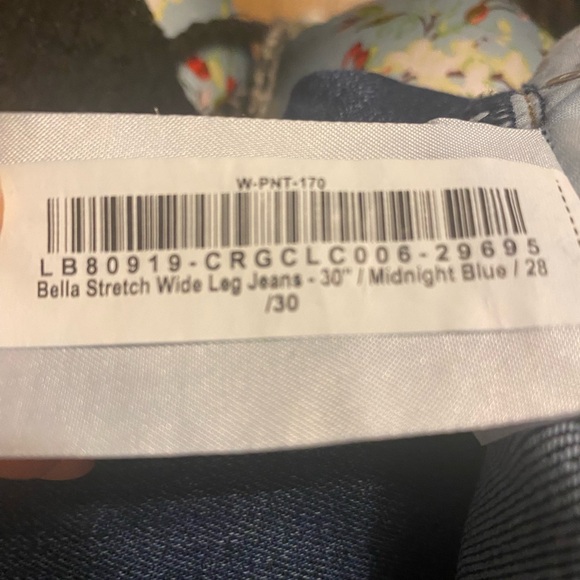 W-PNT-170
LB80919-CRGCLC006-29695
Bella Stretch Wide Leg Jeans - 30" / Midnight Blue / 28
/30